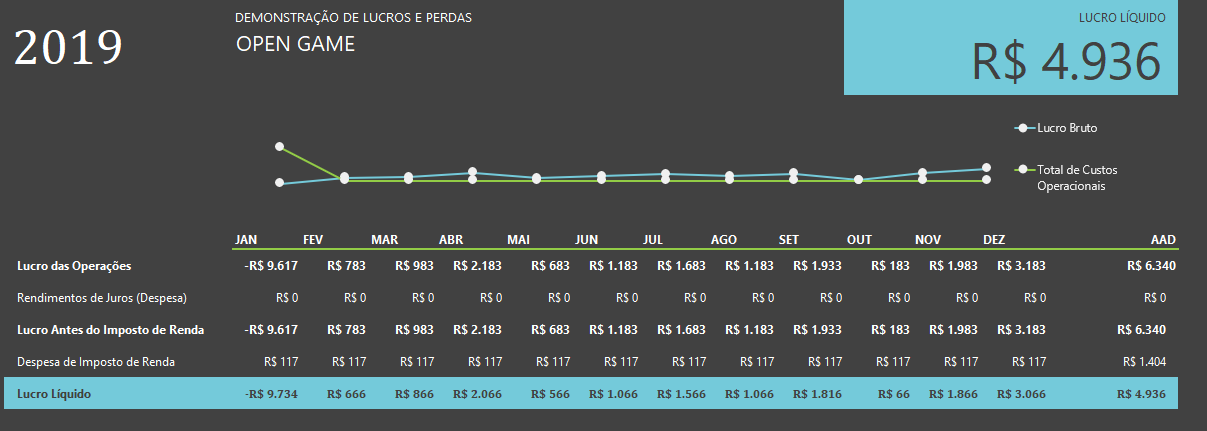 2019
DEMONSTRAÇÃO DE LUCROS E PERDAS
OPEN GAME
LUCRO LÍQUIDO
R$ 4.936
Lucro Bruto
Total de Custos
Operacionais
JAN FEV MAR ABR MAI JUN JUL AGO SET OUT NOV DEZ AAD
Lucro das Operações -R$ 9.617 R$ 783 R$ 983 R$ 2.183 R$ 683 R$ 1.183 R$ 1.683 R$ 1.183 R$ 1.933 R$ 183 R$ 1.983 R$ 3.183 R$ 6.340
Rendimentos de Juros (Despesa) R$ 0 R$ 0 R$ 0 R$ 0 R$ 0 R$ 0 R$ 0 R$ 0 R$ 0 R$ 0 R$ 0 R$ 0 R$ 0
Lucro Antes do Imposto de Renda -R$ 9.617 R$ 783 R$ 983 R$ 2.183 R$ 683 R$ 1.183 R$ 1.683 R$ 1.183 R$ 1.933 R$ 183 R$ 1.983 R$ 3.183 R$ 6.340
Despesa de Imposto de Renda R$ 117 R$ 117 R$ 117 R$ 117 R$ 117 R$ 117 R$ 117 R$ 117 R$ 117 R$ 117 R$ 117 R$ 117 R$ 1.404
Lucro Líquido -R$ 9.734 R$ 666 R$ 866 R$ 2.066 R$ 566 R$ 1.066 R$ 1.566 R$ 1.066 R$ 1.816 R$ 66 R$ 1.866 R$ 3.066 R$ 4.936